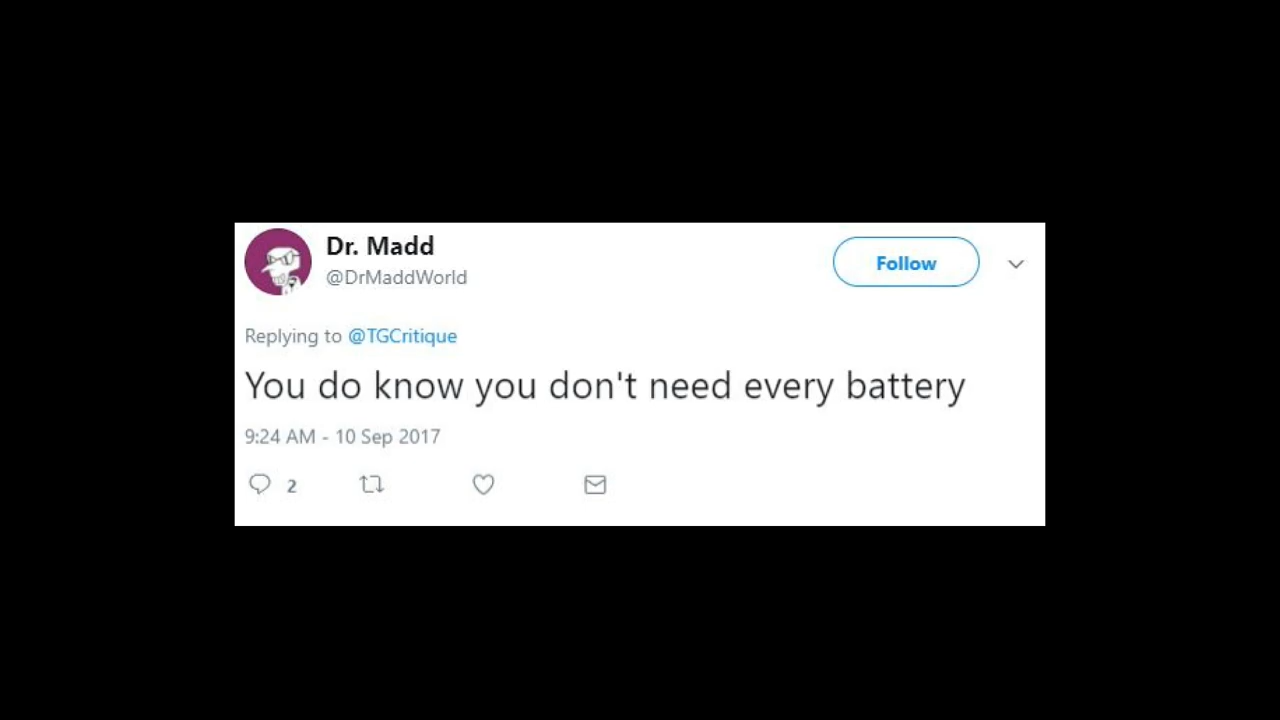 Dr. Madd
@DrMaddWorld
Follow
Replying to @TGCritique
You do know you don't need every battery
9:24 AM - 10 Sep 2017
2